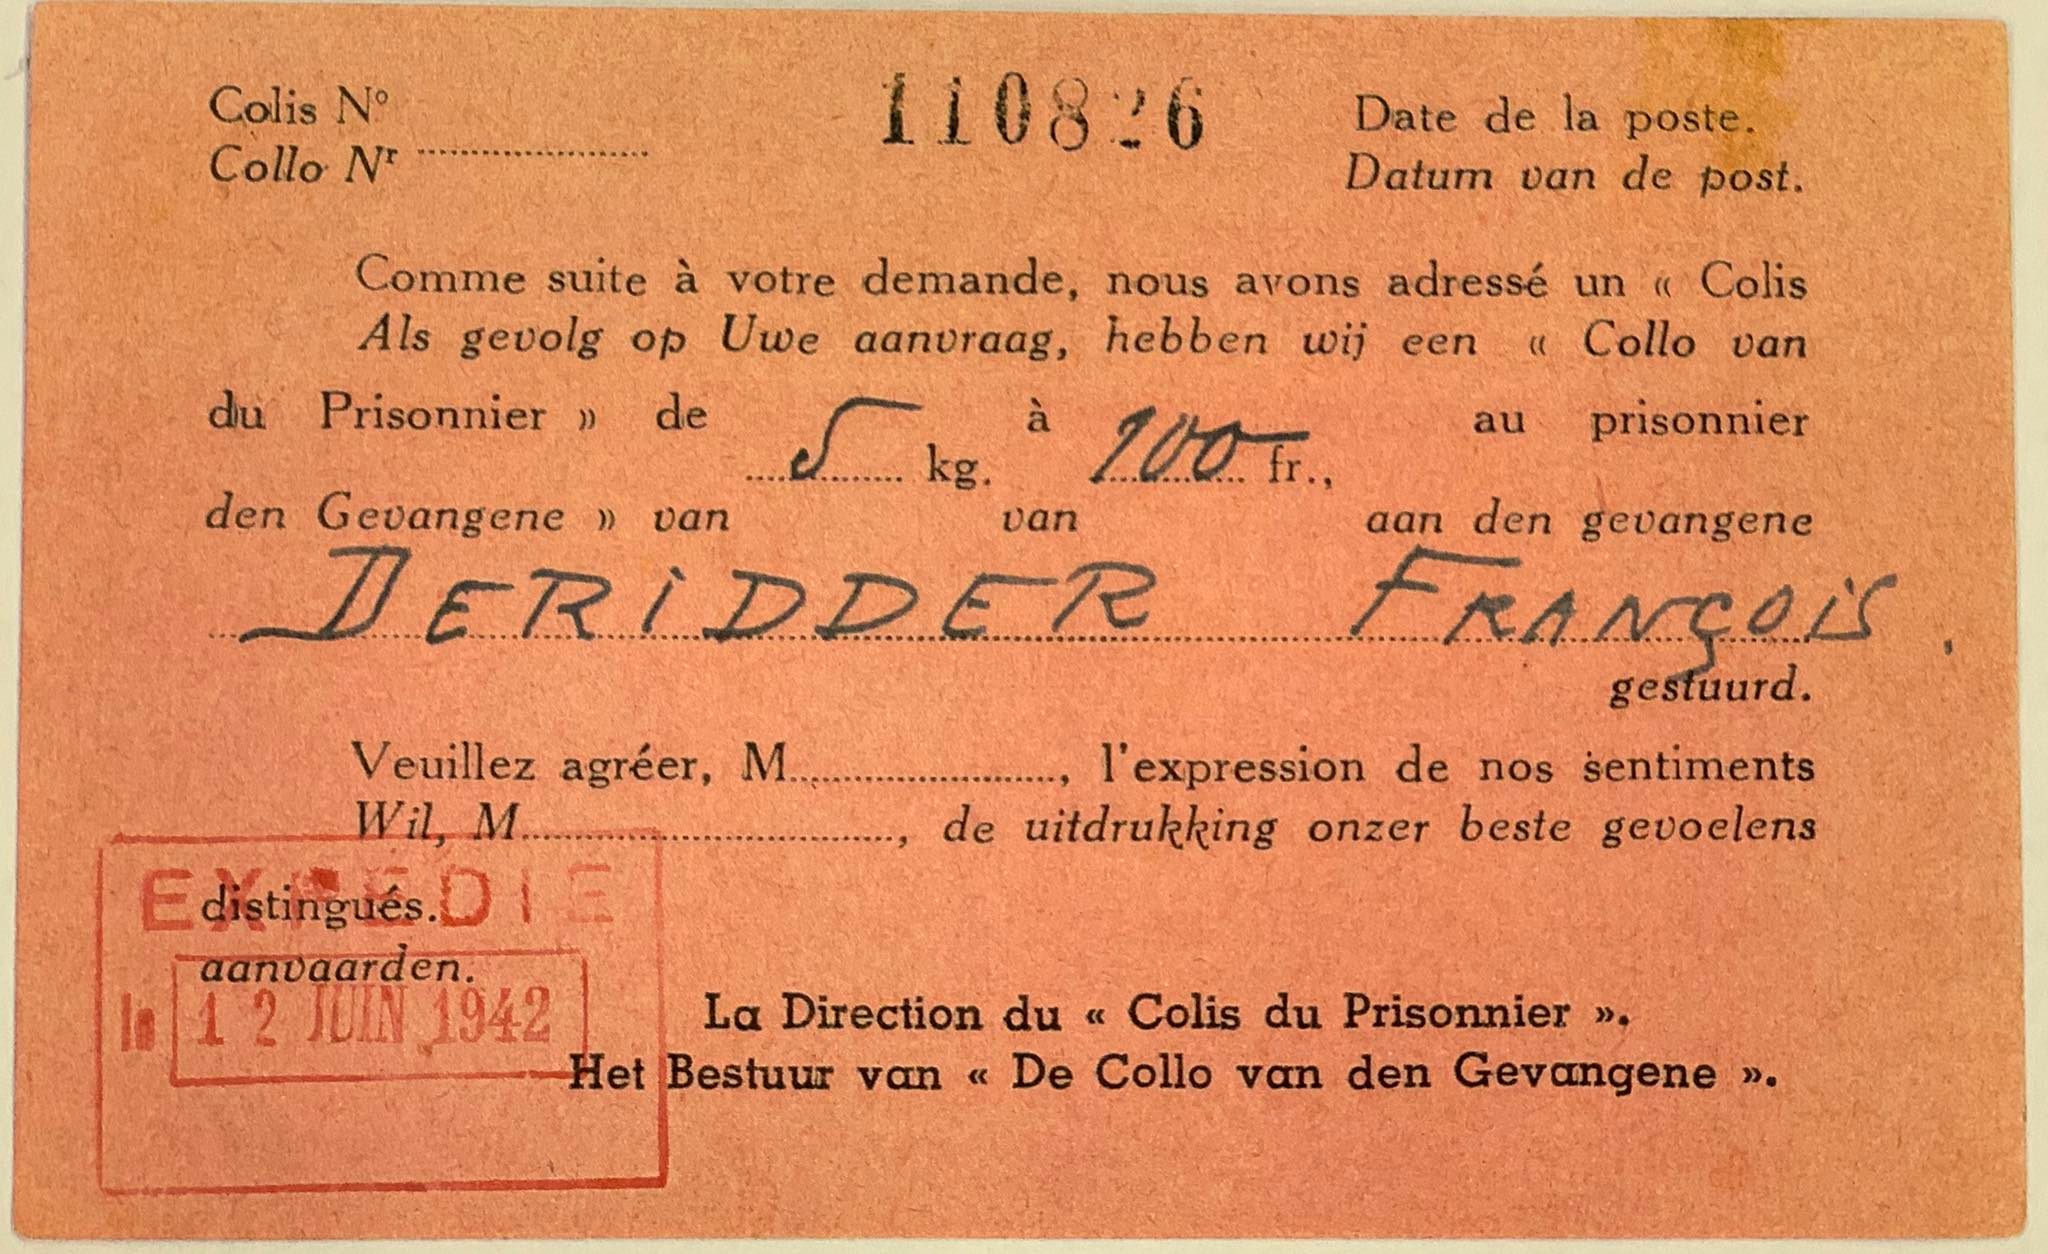 Colis N°
Collo Nr
110826
Date de la poste.
Datum van de post.
Comme suite à votre demande, nous avons adressé un « Colis
Als gevolg op Uwe aanvraag, hebben wij een « Collo van
du Prisonnier » de 5 kg. à 100 fr., au prisonnier
den Gevangene » van van aan den gevangene
DERIDDER FRANÇOIS.
gestuurd.
Veuillez agréer, M...................., l'expression de nos sentiments
Wil, M...................., de uitdrukking onzer beste gevoelens
distingués.
aanvaarden.
EXPEDIE
le 12 JUIN 1942
La Direction du « Colis du Prisonnier ».
Het Bestuur van « De Collo van den Gevangene ».